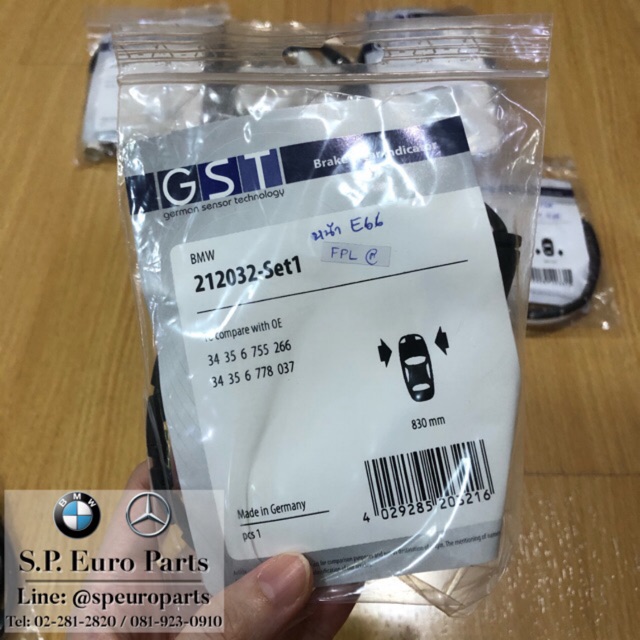 GST
Brake Indicator
german sensor technology
หน้า E66
FPL
BMW
212032-Set1
To compare with OE
34 35 6 755 266
34 35 6 778 037
830 mm
Made in Germany
pcs 1
4 029285 205216
BMW
S.P. Euro Parts
Line: @speuroparts
Tel: 02-281-2820 / 081-923-0910